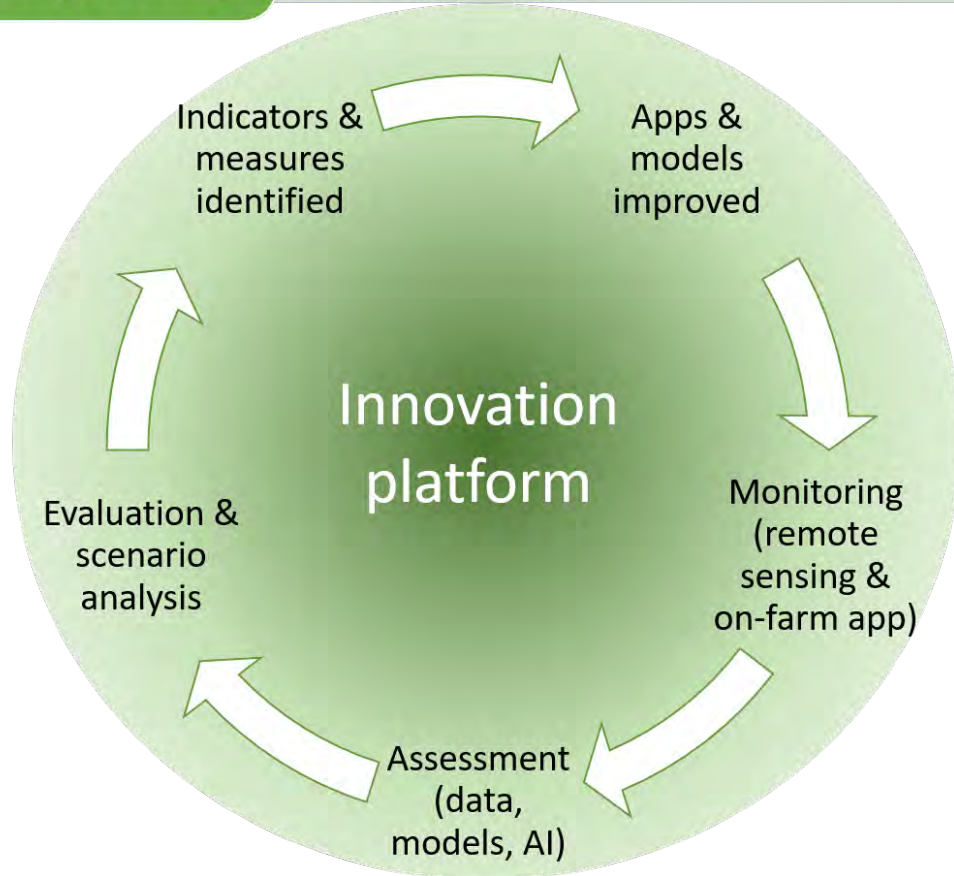 Indicators &
measures
identified
Apps &
models
improved
Innovation
platform
Monitoring
(remote
sensing &
on-farm app)
Assessment
(data,
models, AI)
Evaluation &
scenario
analysis